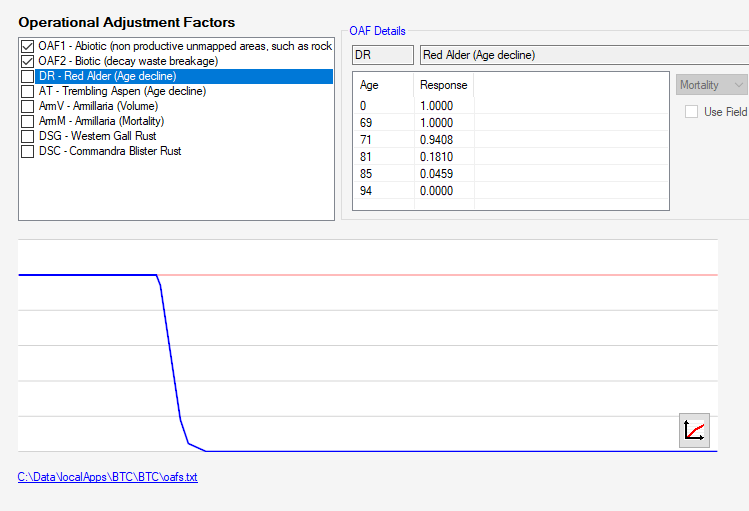 Operational Adjustment Factors
OAF1 - Abiotic (non productive unmapped areas, such as rock
OAF2 - Biotic (decay waste breakage)
DR - Red Alder (Age decline)
AT - Trembling Aspen (Age decline)
ArmV - Amillaria (Volume)
ArmM - Armillaria (Mortality)
DSG - Western Gall Rust
DSC - Commandra Blister Rust
OAF Details
DR Red Alder (Age decline)
Age Response
0 1.0000
69 1.0000
71 0.9408
81 0.1810
85 0.0459
94 0.0000
Mortality
Use Field
C:\Data\localApps\BTC\BTC\oafs.txt